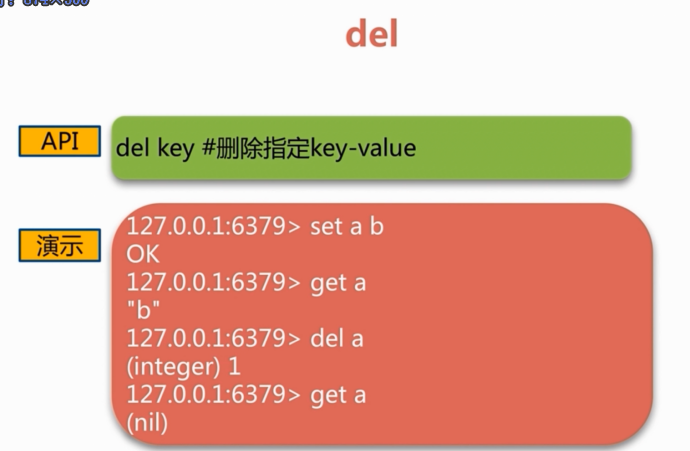 del
API
del key #删除指定key-value
演示
127.0.0.1:6379> set a b
OK
127.0.0.1:6379> get a
"b"
127.0.0.1:6379> del a
(integer) 1
127.0.0.1:6379> get a
(nil)